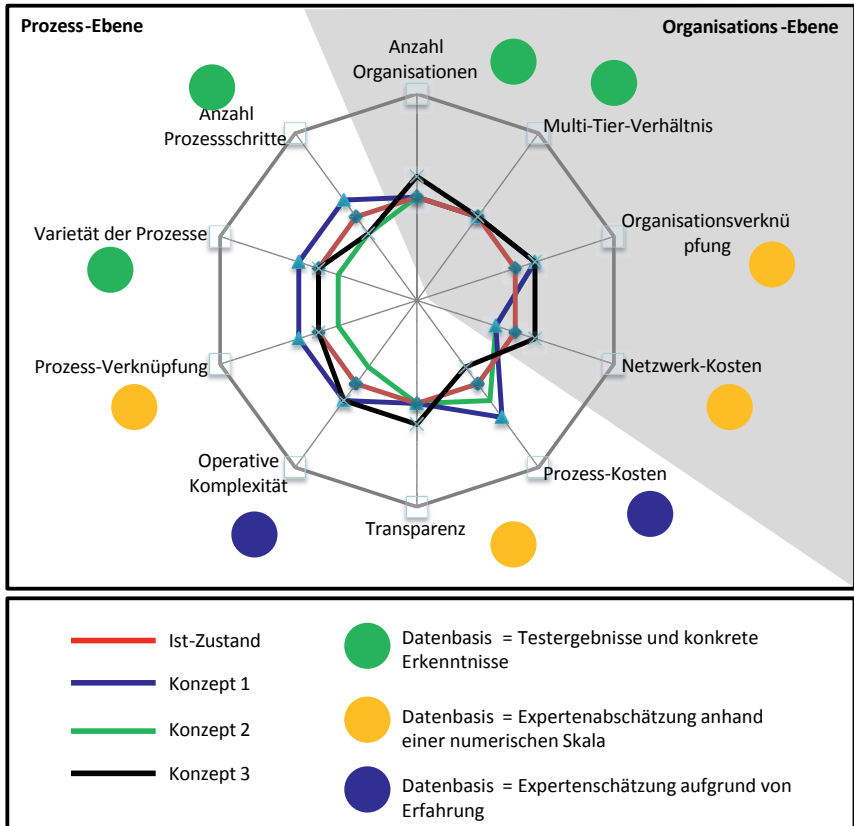 Prozess-Ebene
Organisations-Ebene
Anzahl
Organisationen
Anzahl
Prozessschritte
Multi-Tier-Verhältnis
Varietät der Prozesse
Organisationsverknü
pfung
Prozess-Verknüpfung
Netzwerk-Kosten
Operative
Komplexität
Prozess-Kosten
Transparenz
Ist-Zustand
Konzept 1
Konzept 2
Konzept 3
Datenbasis = Testergebnisse und konkrete
Erkenntnisse
Datenbasis = Expertenabschätzung anhand
einer numerischen Skala
Datenbasis = Expertenschätzung aufgrund von
Erfahrung